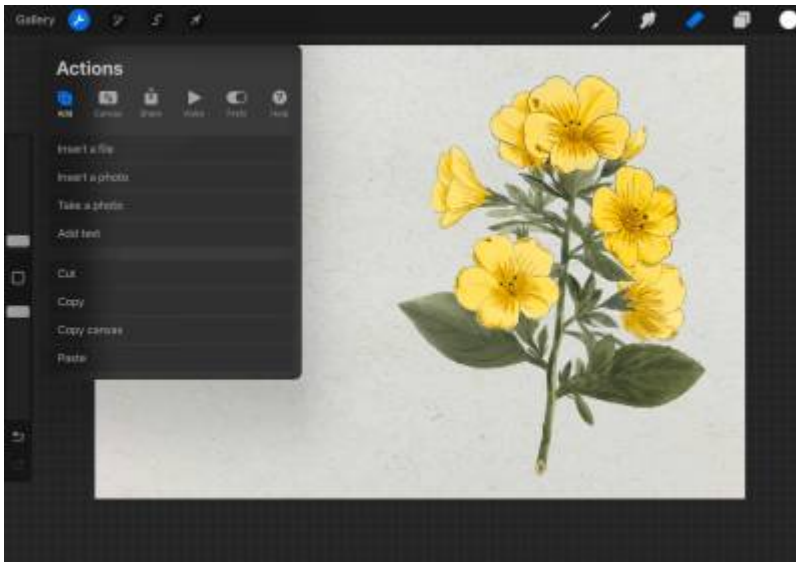 Gallery
Actions
Add Canvas Share Video Prefs Help
Insert a file
Insert a photo
Take a photo
Add text
Cut
Copy
Copy canvas
Paste